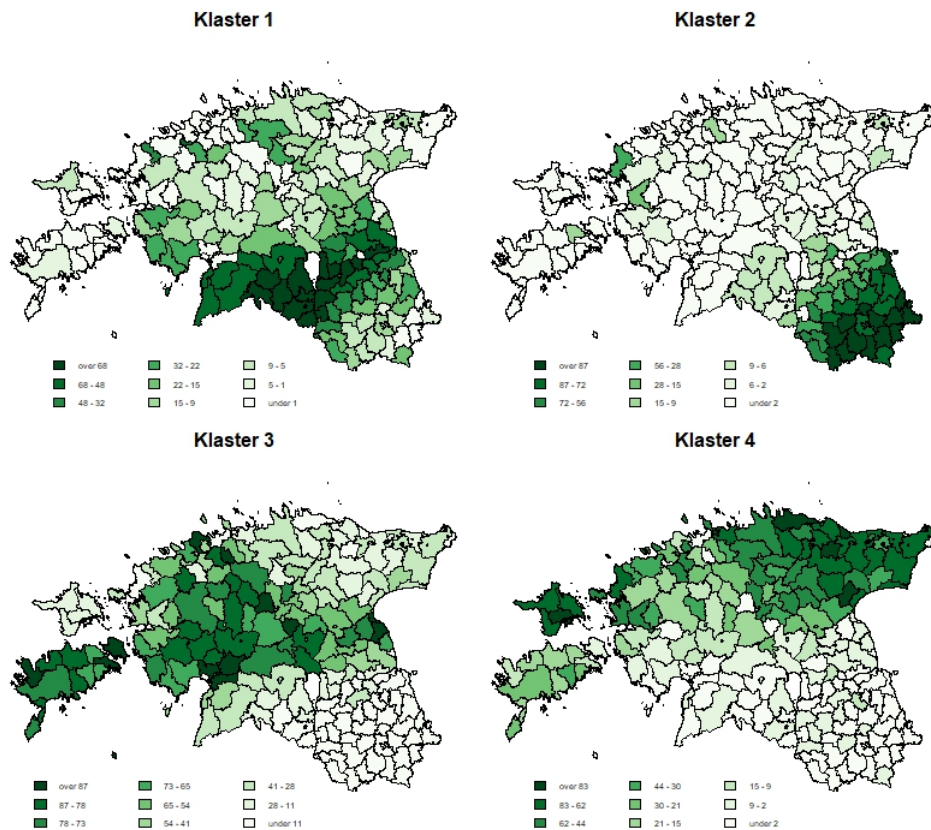 Klaster 1
Klaster 2
over 68
32 - 22
9 - 5
68 - 48
22 - 15
5 - 1
48 - 32
15 - 9
under 1
over 87
56 - 28
9 - 6
87 - 72
28 - 15
6 - 2
72 - 56
15 - 9
under 2
Klaster 3
Klaster 4
over 87
73 - 65
41 - 28
87 - 78
65 - 54
28 - 11
78 - 73
54 - 41
under 11
over 83
44 - 30
15 - 9
83 - 62
30 - 21
9 - 2
62 - 44
21 - 15
under 2